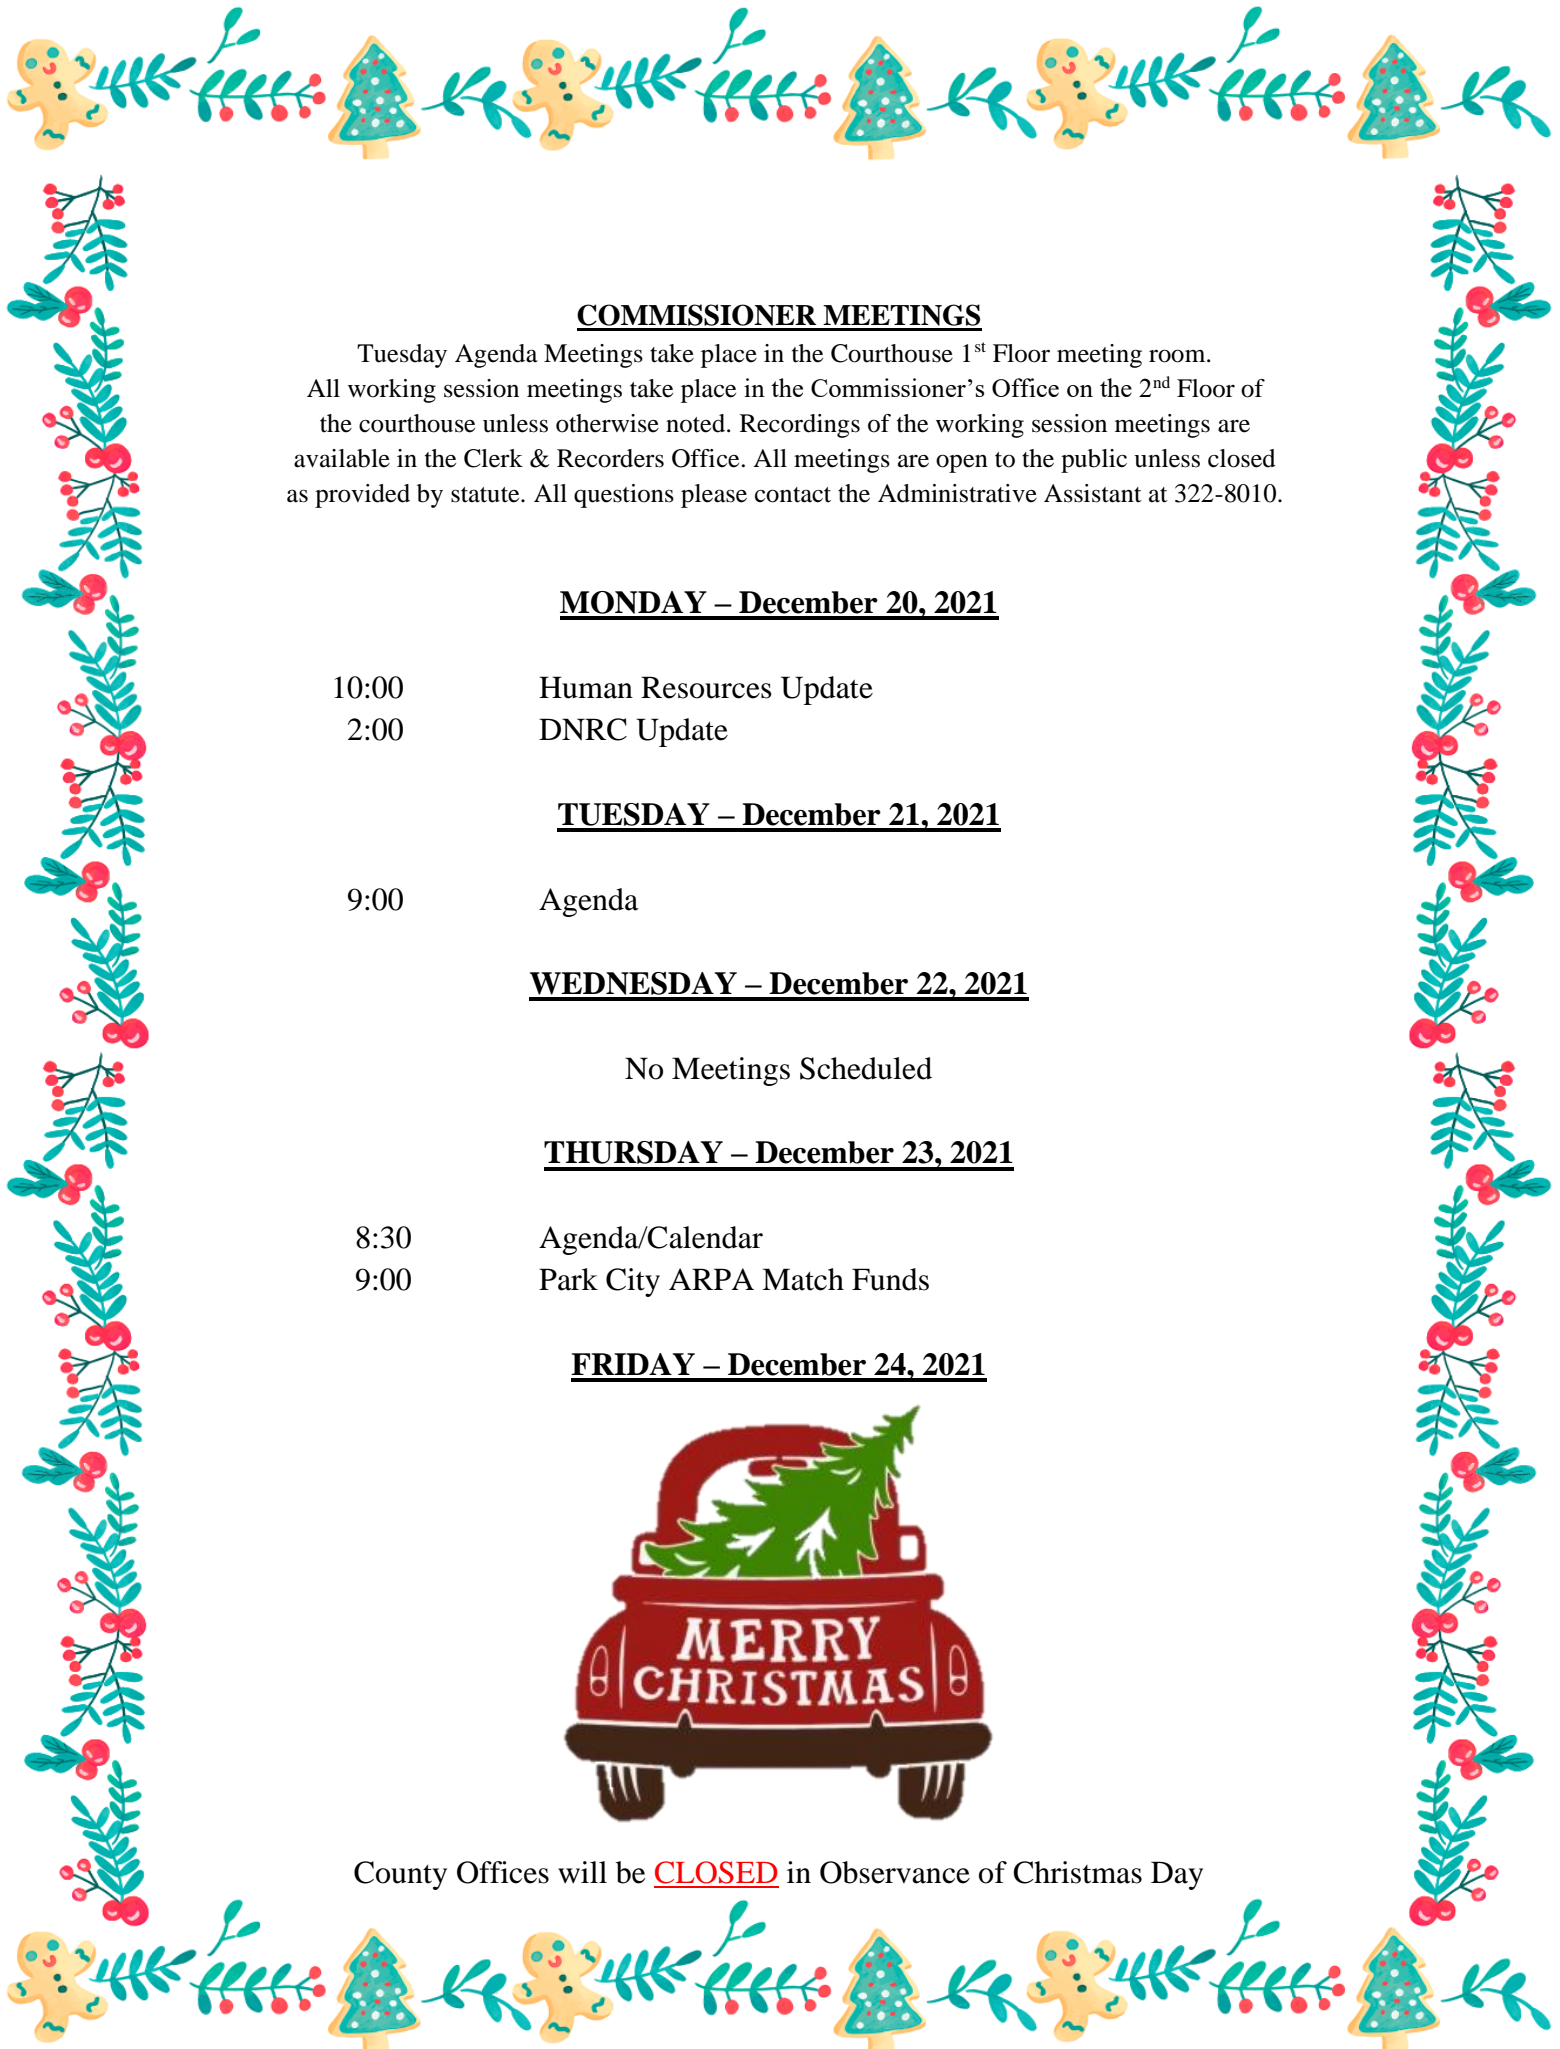 COMMISSIONER MEETINGS
Tuesday Agenda Meetings take place in the Courthouse 1st Floor meeting room.
All working session meetings take place in the Commissioner’s Office on the 2nd Floor of
the courthouse unless otherwise noted. Recordings of the working session meetings are
available in the Clerk & Recorders Office. All meetings are open to the public unless closed
as provided by statute. All questions please contact the Administrative Assistant at 322-8010.
MONDAY – December 20, 2021
10:00 Human Resources Update
2:00 DNRC Update
TUESDAY – December 21, 2021
9:00 Agenda
WEDNESDAY – December 22, 2021
No Meetings Scheduled
THURSDAY – December 23, 2021
8:30 Agenda/Calendar
9:00 Park City ARPA Match Funds
FRIDAY – December 24, 2021
MERRY
CHRISTMAS
County Offices will be CLOSED in Observance of Christmas Day